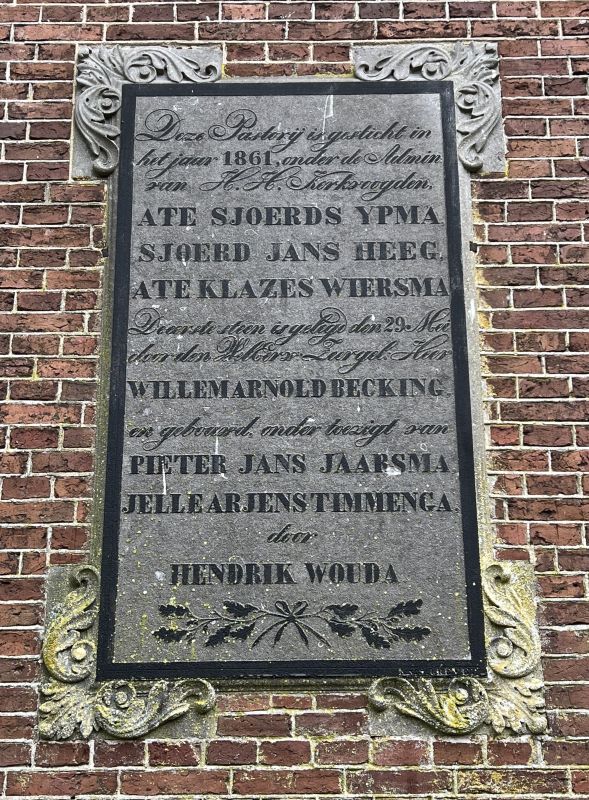 Deze Pastorij is gesticht in
het jaar 1861, onder de Admin
van H.H. Kerkvoogden,
ATE SJOERDS YPMA
SJOERD JANS HEEG,
ATE KLAZES WIERSMA
De eerste steen is gelegd den 29 Mei
door den WelEerw Zeergel: Heer
WILLEM ARNOLD BECKING,
en gebouwd, onder toezigt van
PIETER JANS JAARSMA,
JELLE ARJENS TIMMENGA,
door
HENDRIK WOUDA